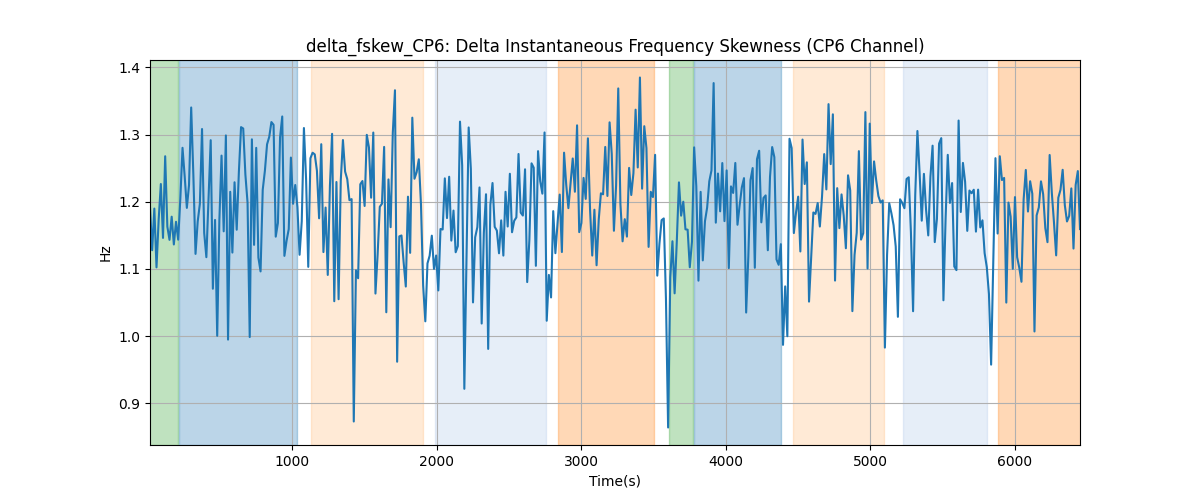 delta_fskew_CP6: Delta Instantaneous Frequency Skewness (CP6 Channel)
1.4
1.3
1.2
1.1
1.0
0.9
Hz
1000 2000 3000 4000 5000 6000
Time(s)